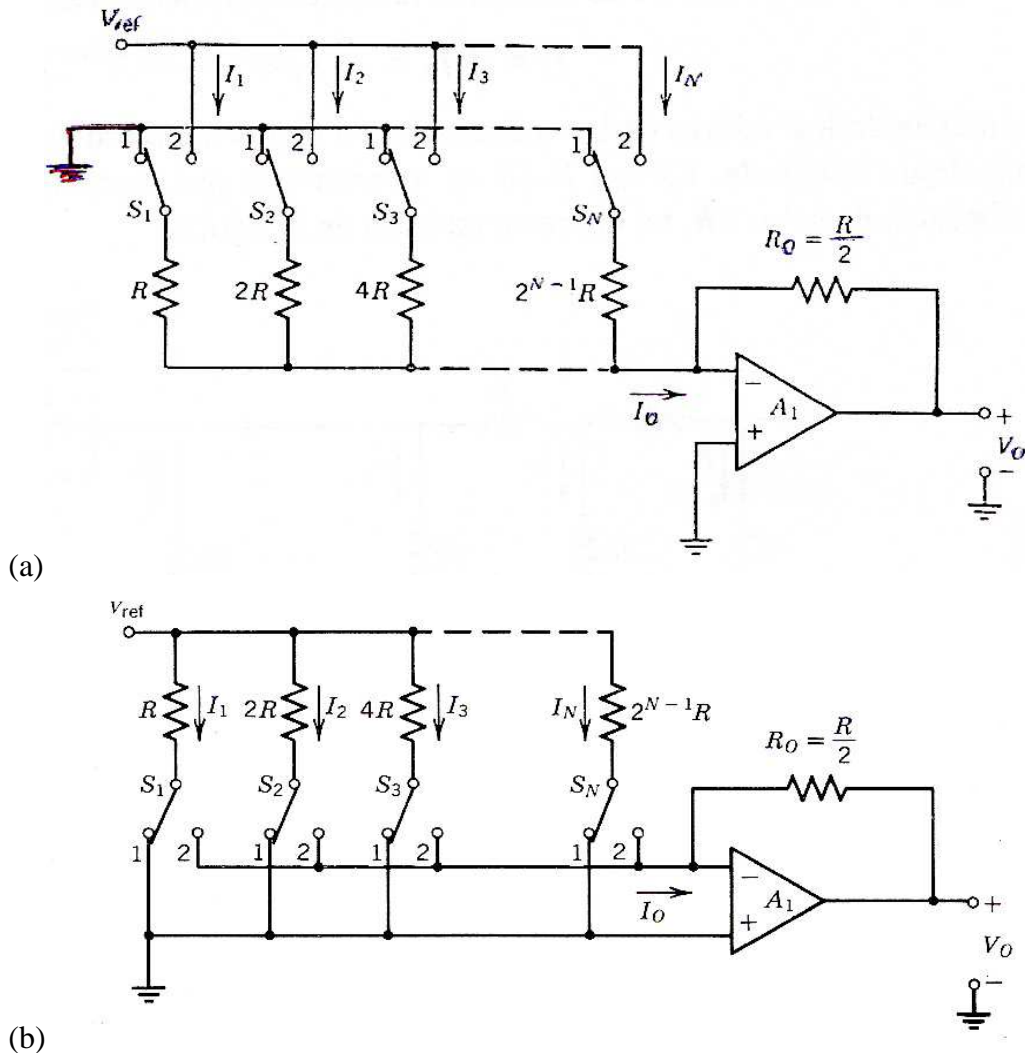 V_ref
I_1 I_2 I_3 I_N
1 2 1 2 1 2 1 2
S_1 S_2 S_3 S_N
R_O = R/2
R 2R 4R 2^{N-1}R
- A_1
I_O + +
V_O
-
(a)
V_ref
R I_1 2R I_2 4R I_3 I_N 2^{N-1}R
R_O = R/2
S_1 S_2 S_3 S_N
1 2 1 2 1 2 1 2
- A_1
I_O + +
V_O
-
(b)